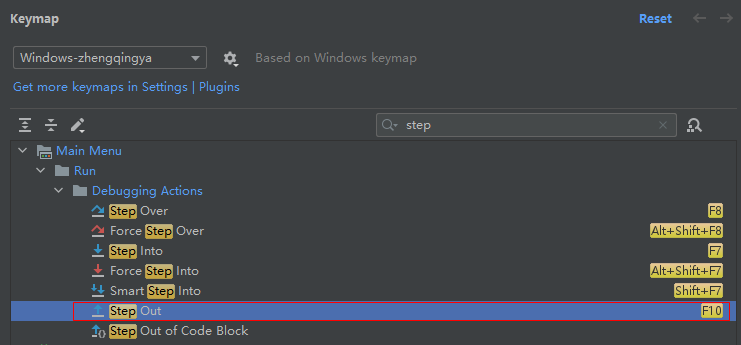 Keymap
Reset
Windows-zhengqingya
Based on Windows keymap
Get more keymaps in Settings | Plugins
step
Main Menu
Run
Debugging Actions
Step Over F8
Force Step Over Alt+Shift+F8
Step Into F7
Force Step Into Alt+Shift+F7
Smart Step Into Shift+F7
Step Out F10
Step Out of Code Block